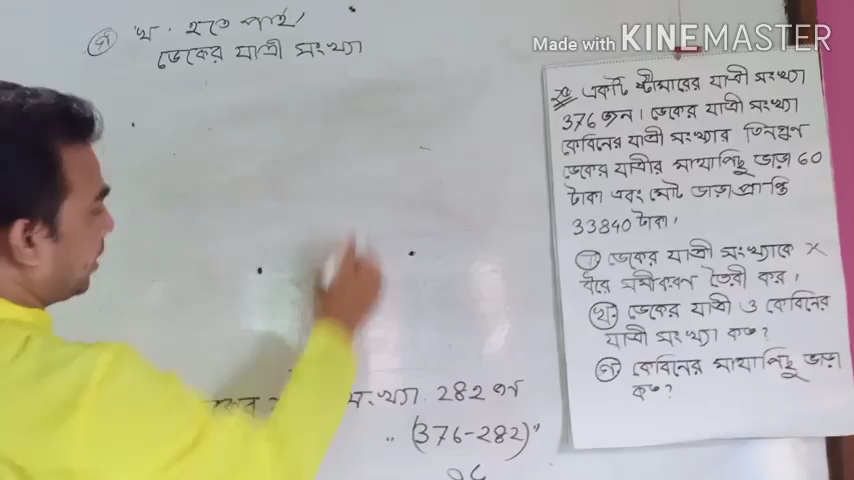 গ) 'খ' হতে পাই।
ডেকের যাত্রী সংখ্যা
সংখ্যা 282 জন
" (376-282) "
Made with KINEMASTER
একটি ষ্টীমারের যাত্রী সংখ্যা
376 জন। ডেকের যাত্রী সংখ্যা
কেবিনের যাত্রী সংখ্যার তিনগুন
ডেকের যাত্রীর মাথাপিছু ভাড়া 60
টাকা এবং মোট ভাড়া প্রাপ্তি
33840 টাকা।
ক) ডেকের যাত্রী সংখ্যাকে x
ধরে সমীকরণ তৈরী কর।
খ. ডেকের যাত্রী ও কেবিনের
যাত্রী সংখ্যা কত?
গ) কেবিনের মাথাপিছু ভাড়া
কত?